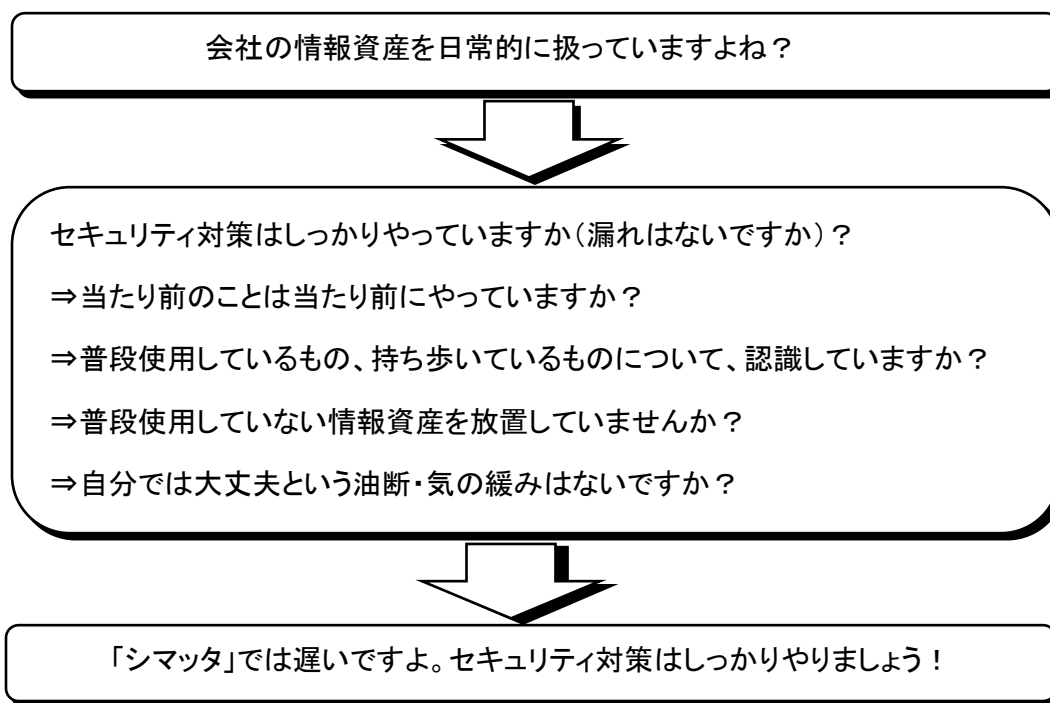 会社の情報資産を日常的に扱っていますよね？
セキュリティ対策はしっかりやっていますか（漏れはないですか）？
⇒当たり前のことは当たり前にやっていますか？
⇒普段使用しているもの、持ち歩いているものについて、認識していますか？
⇒普段使用していない情報資産を放置していませんか？
⇒自分では大丈夫という油断・気の緩みはないですか？
「シマッタ」では遅いですよ。セキュリティ対策はしっかりやりましょう！